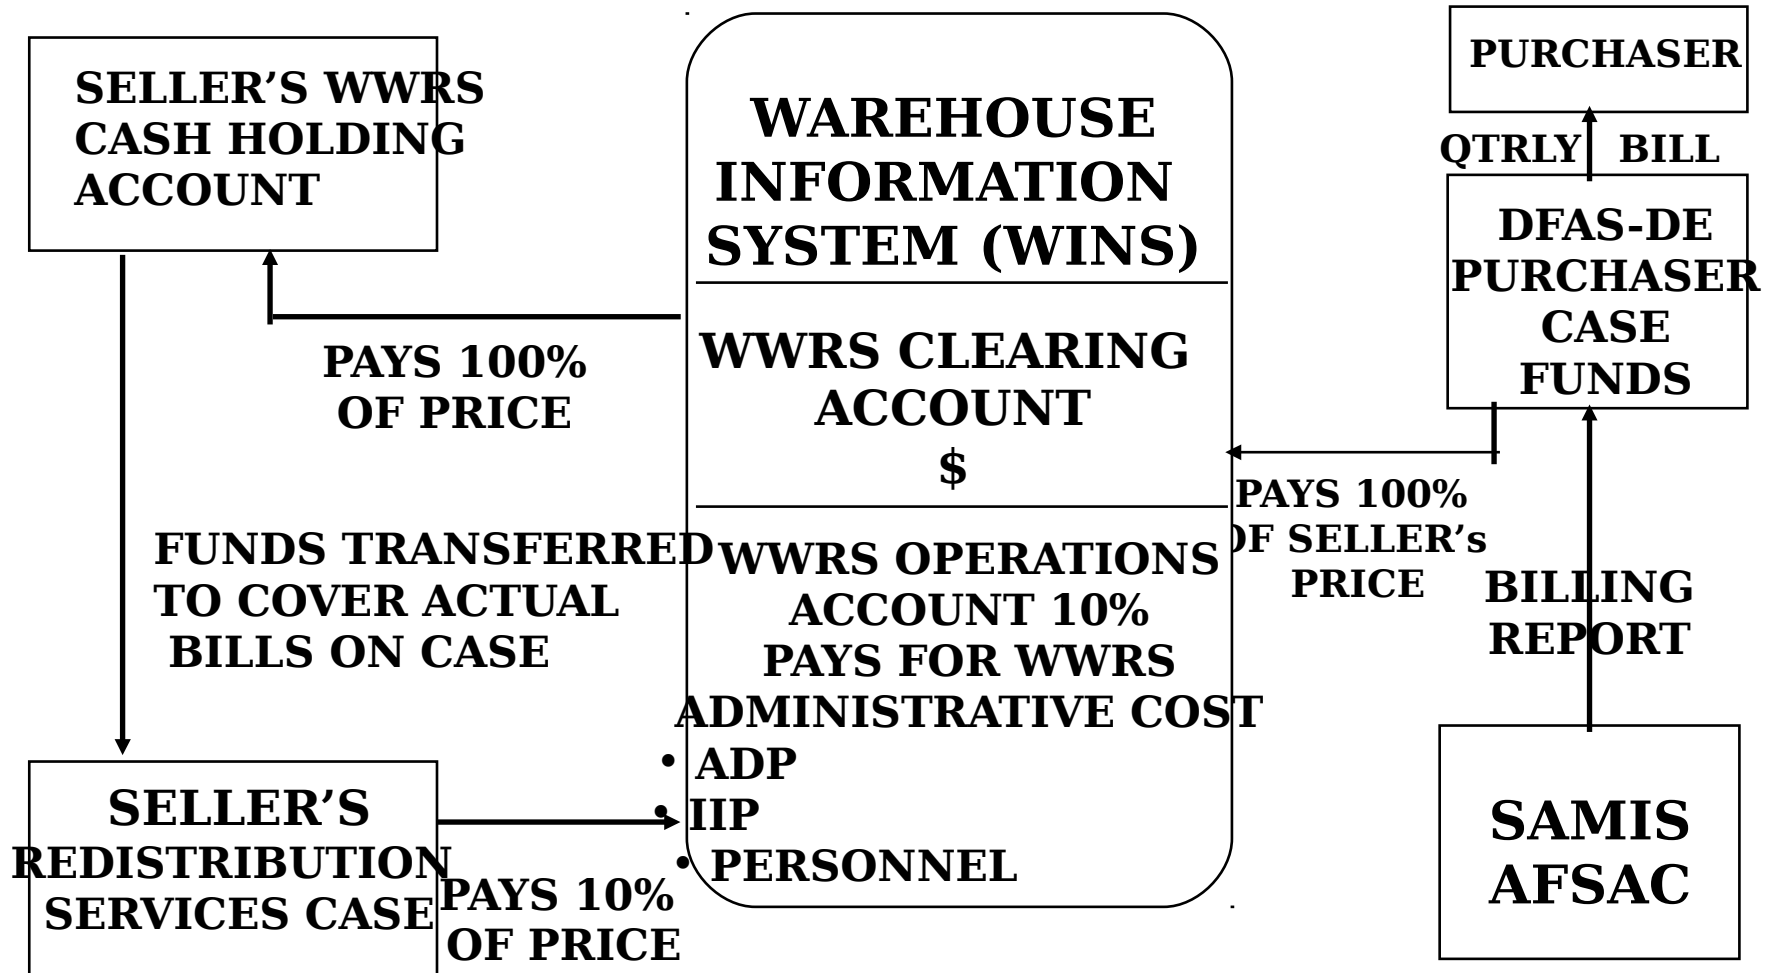 SELLER’S WWRS
CASH HOLDING
ACCOUNT
PAYS 100%
OF PRICE
FUNDS TRANSFERRED
TO COVER ACTUAL
BILLS ON CASE
SELLER’S
REDISTRIBUTION
SERVICES CASE
PAYS 10%
OF PRICE
WAREHOUSE
INFORMATION
SYSTEM (WINS)
WWRS CLEARING
ACCOUNT
$
WWRS OPERATIONS
ACCOUNT 10%
PAYS FOR WWRS
ADMINISTRATIVE COST
• ADP
• IIP
• PERSONNEL
PURCHASER
QTRLY BILL
DFAS-DE
PURCHASER
CASE
FUNDS
PAYS 100%
OF SELLER’s
PRICE
BILLING
REPORT
SAMIS
AFSAC